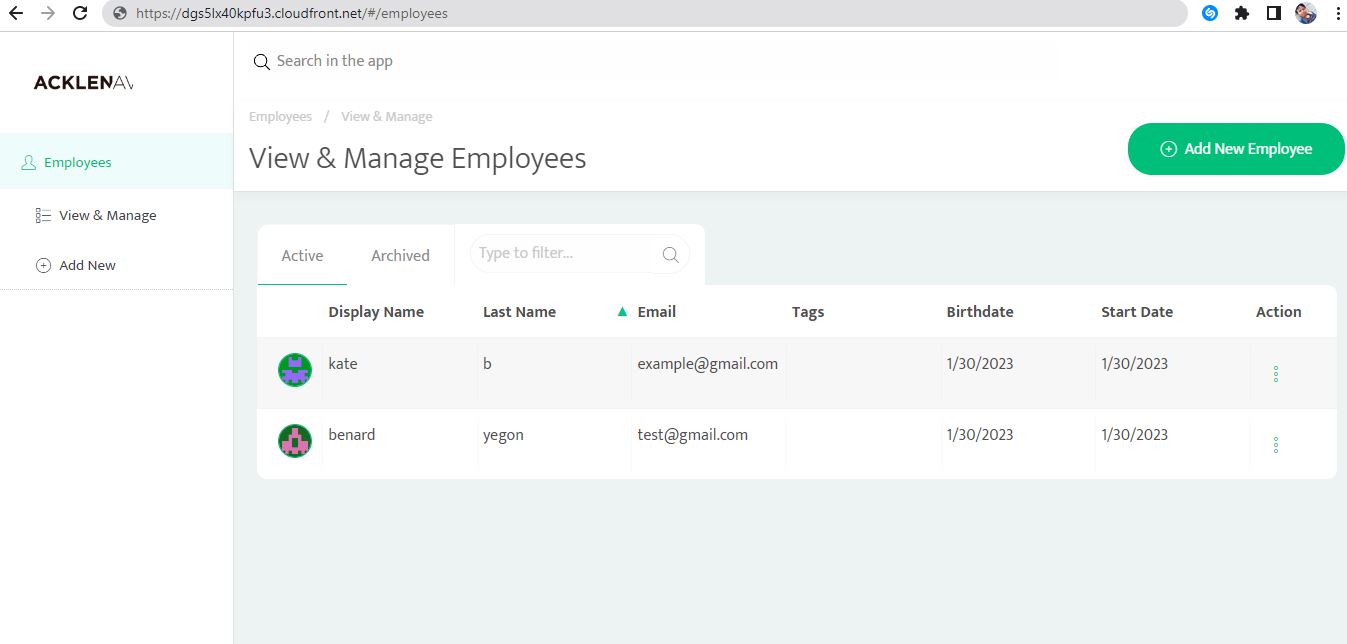 https://dgs5lx40kpfu3.cloudfront.net/#/employees
ACKLENAV
Search in the app
Employees / View & Manage
View & Manage Employees
Add New Employee
Employees
View & Manage
Add New
Active Archived Type to filter...
Display Name Last Name Email Tags Birthdate Start Date Action
kate b example@gmail.com 1/30/2023 1/30/2023
benard yegon test@gmail.com 1/30/2023 1/30/2023